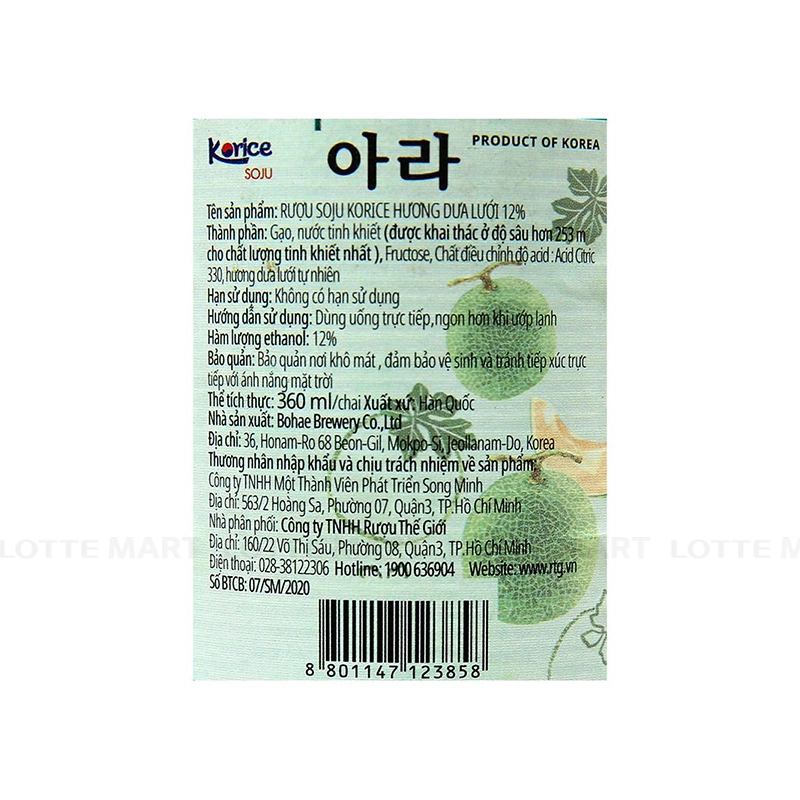 Korice
SOJU
아라
PRODUCT OF KOREA
Tên sản phẩm: RƯỢU SOJU KORICE HƯƠNG DƯA LƯỚI 12%
Thành phần: Gạo, nước tinh khiết (được khai thác ở độ sâu hơn 253 m
cho chất lượng tinh khiết nhất ), Fructose, Chất điều chỉnh độ acid : Acid Citric
330, hương dưa lưới tự nhiên
Hạn sử dụng: Không có hạn sử dụng
Hướng dẫn sử dụng: Dùng uống trực tiếp, ngon hơn khi ướp lạnh
Hàm lượng ethanol: 12%
Bảo quản: Bảo quản nơi khô mát , đảm bảo vệ sinh và tránh tiếp xúc trực
tiếp với ánh nắng mặt trời
Thể tích thực: 360 ml/chai Xuất xứ: Hàn Quốc
Nhà sản xuất: Bohae Brewery Co.,Ltd
Địa chỉ: 36, Honam-Ro 68 Beon-Gil, Mokpo-Si, Jeollanam-Do, Korea
Thương nhân nhập khẩu và chịu trách nhiệm về sản phẩm:
Công ty TNHH Một Thành Viên Phát Triển Song Minh
Địa chỉ: 563/2 Hoàng Sa, Phường 07, Quận3, TP.Hồ Chí Minh
Nhà phân phối: Công ty TNHH Rượu Thế Giới
Địa chỉ: 160/22 Võ Thị Sáu, Phường 08, Quận3, TP.Hồ Chí Minh
Điện thoại: 028-38122306 Hotline: 1900 636904 Website: www.rtg.vn
Số BTCB: 07/SM/2020
8 801147 123858
LOTTE MART LOTTE MART